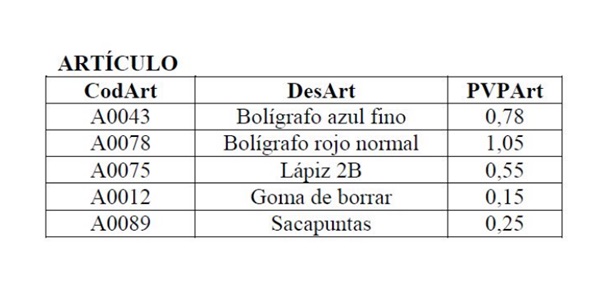 ARTÍCULO
CodArt DesArt PVPArt
A0043 Bolígrafo azul fino 0,78
A0078 Bolígrafo rojo normal 1,05
A0075 Lápiz 2B 0,55
A0012 Goma de borrar 0,15
A0089 Sacapuntas 0,25